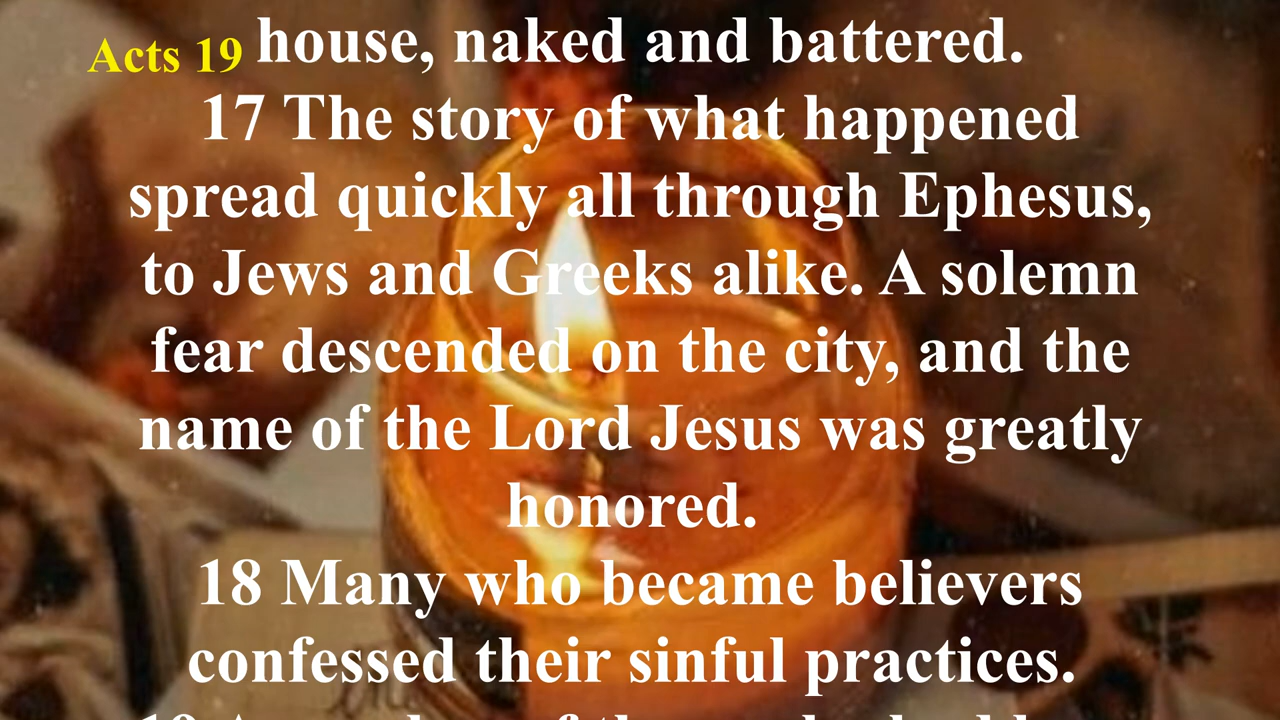 Acts 19
house, naked and battered.
17 The story of what happened
spread quickly all through Ephesus,
to Jews and Greeks alike. A solemn
fear descended on the city, and the
name of the Lord Jesus was greatly
honored.
18 Many who became believers
confessed their sinful practices.